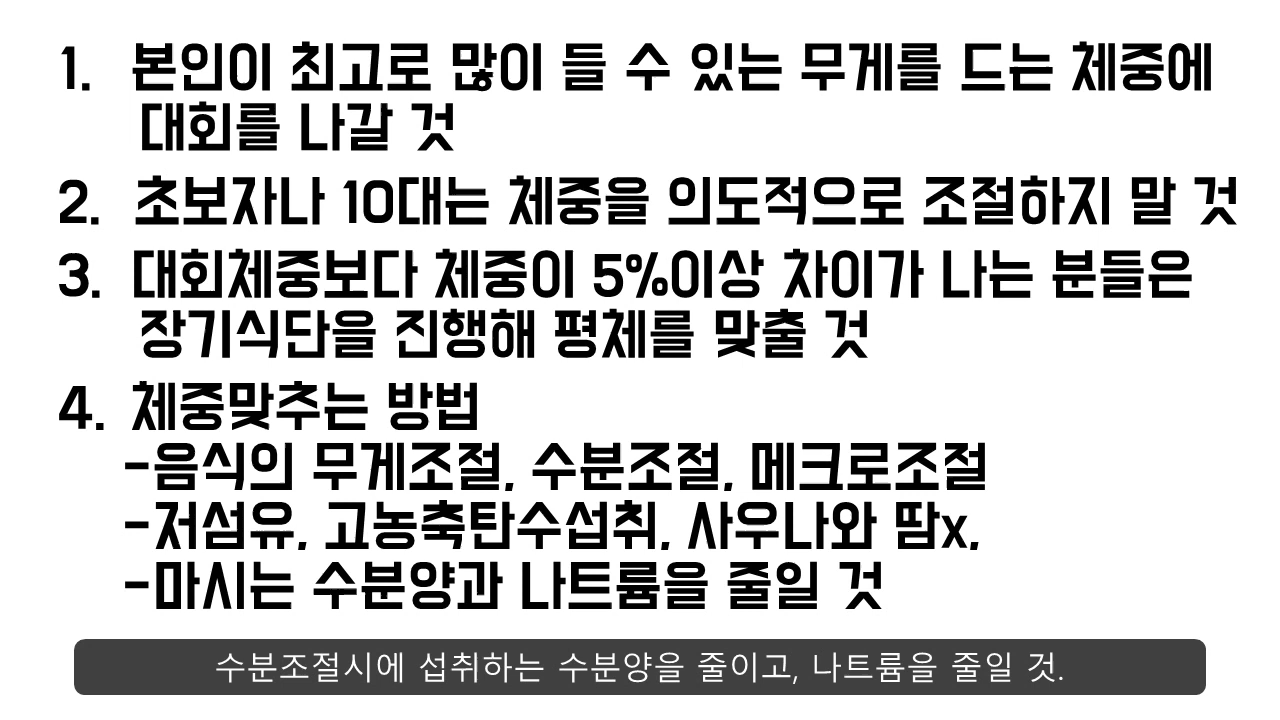 1. 본인이 최고로 많이 들 수 있는 무게를 드는 체중에
대회를 나갈 것
2. 초보자나 10대는 체중을 의도적으로 조절하지 말 것
3. 대회체중보다 체중이 5%이상 차이가 나는 분들은
장기식단을 진행해 평체를 맞출 것
4. 체중맞추는 방법
-음식의 무게조절, 수분조절, 메크로조절
-저섬유, 고농축탄수섭취, 사우나와 땀x,
-마시는 수분양과 나트륨을 줄일 것
수분조절시에 섭취하는 수분양을 줄이고, 나트륨을 줄일 것.